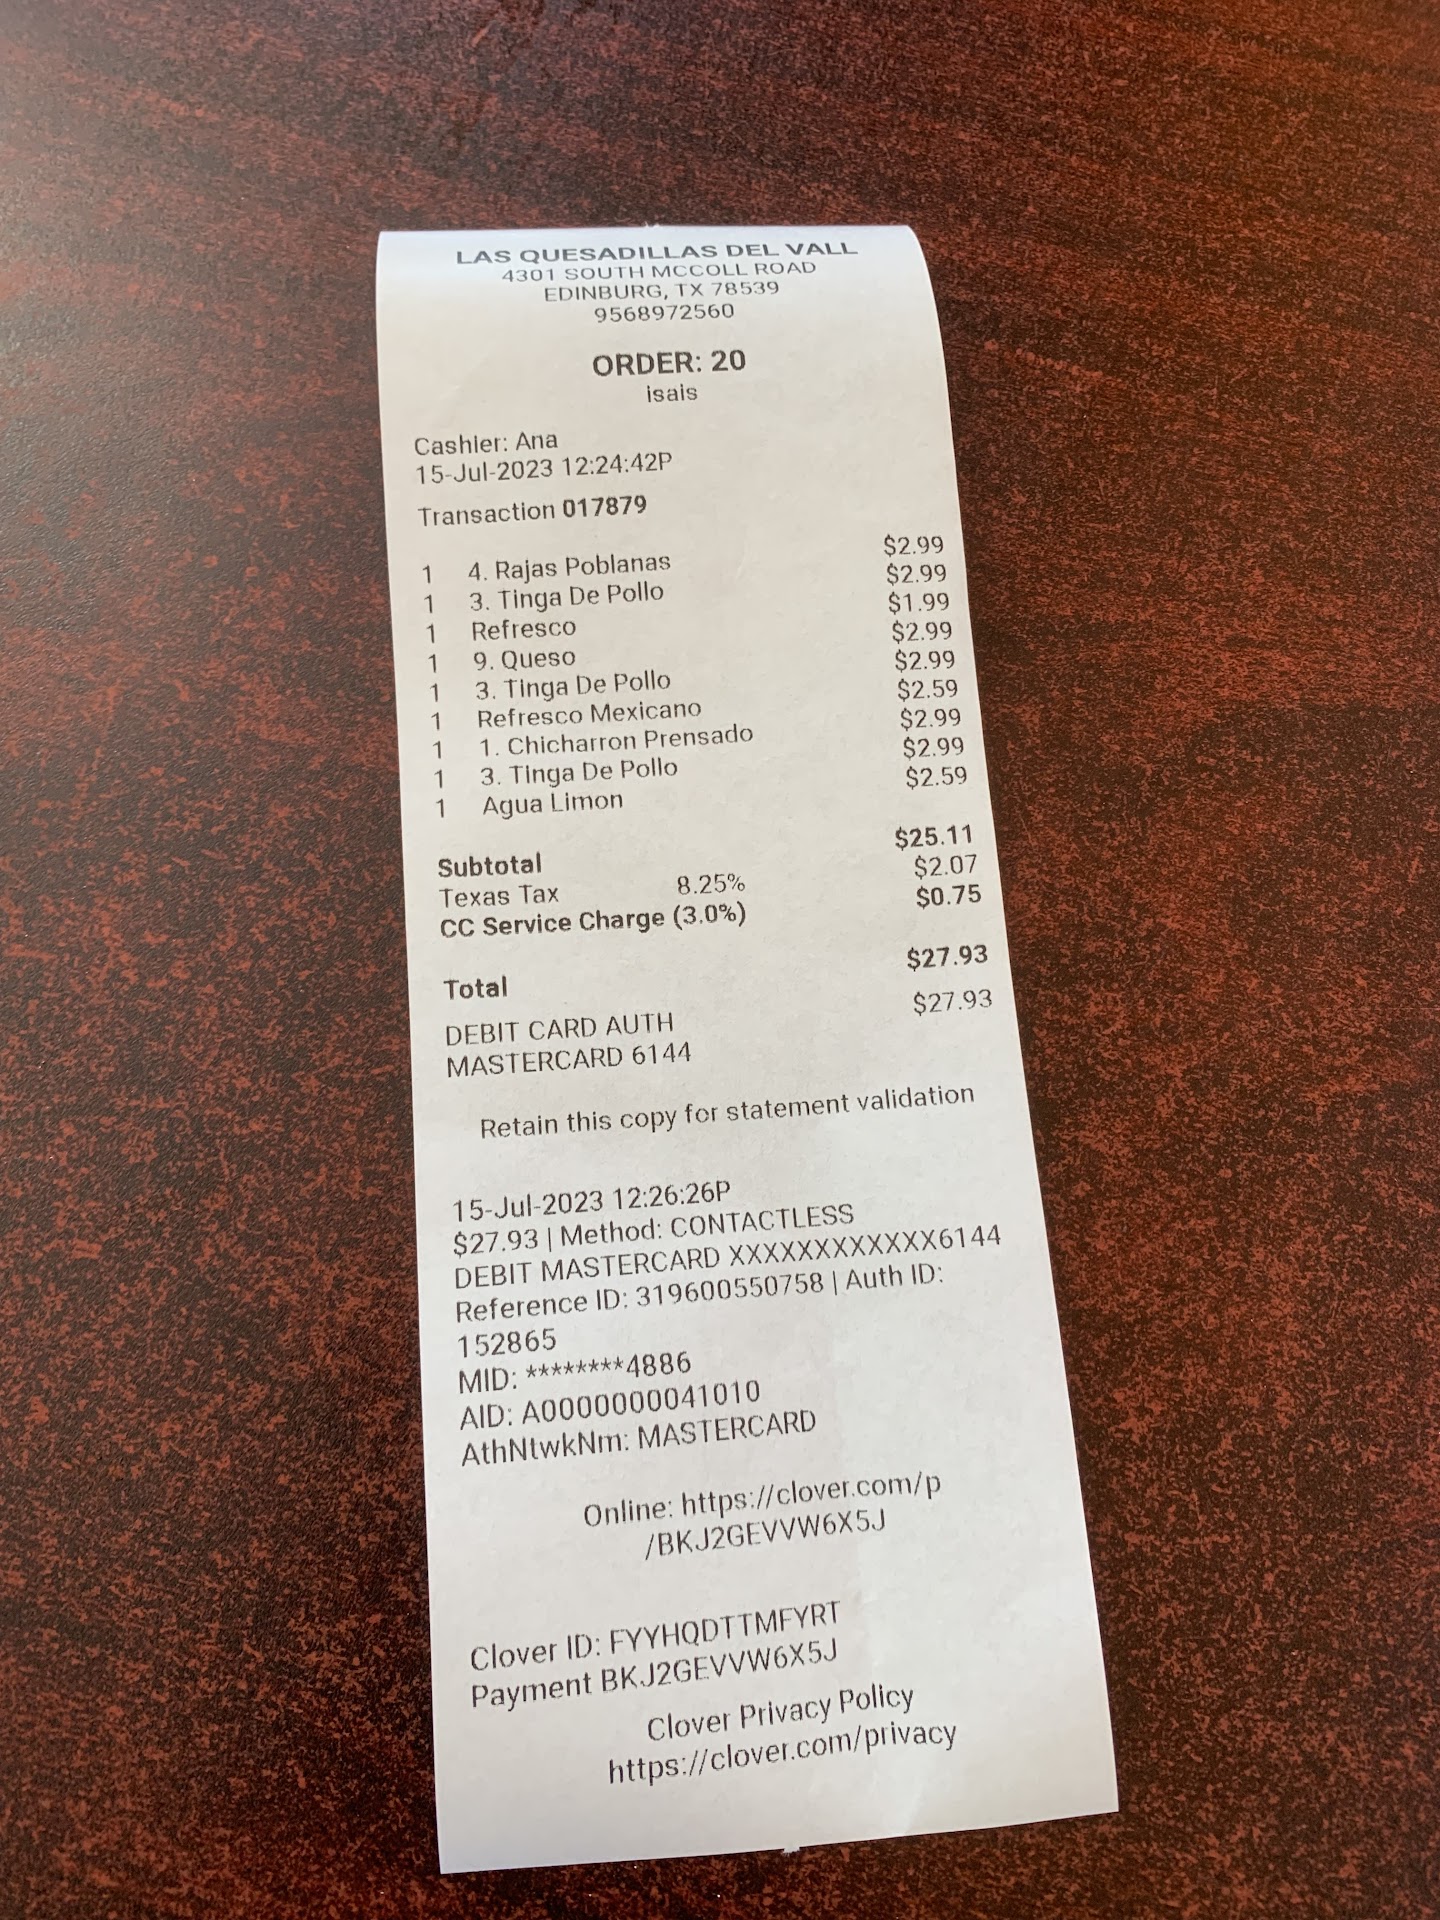 LAS QUESADILLAS DEL VALL
4301 SOUTH MCCOLL ROAD
EDINBURG, TX 78539
9568972560
ORDER: 20
isais
Cashier: Ana
15-Jul-2023 12:24:42P
Transaction 017879
1 4. Rajas Poblanas $2.99
1 3. Tinga De Pollo $2.99
1 Refresco $1.99
1 9. Queso $2.99
1 3. Tinga De Pollo $2.99
1 Refresco Mexicano $2.59
1 1. Chicharron Prensado $2.99
1 3. Tinga De Pollo $2.99
1 Agua Limon $2.59
Subtotal $25.11
Texas Tax 8.25% $2.07
CC Service Charge (3.0%) $0.75
Total $27.93
DEBIT CARD AUTH $27.93
MASTERCARD 6144
Retain this copy for statement validation
15-Jul-2023 12:26:26P
$27.93 | Method: CONTACTLESS
DEBIT MASTERCARD XXXXXXXXXXXX6144
Reference ID: 319600550758 | Auth ID:
152865
MID: ********4886
AID: A0000000041010
AthNtwkNm: MASTERCARD
Online: https://clover.com/p
/BKJ2GEVVW6X5J
Clover ID: FYYHQDTTMFYRT
Payment BKJ2GEVVW6X5J
Clover Privacy Policy
https://clover.com/privacy